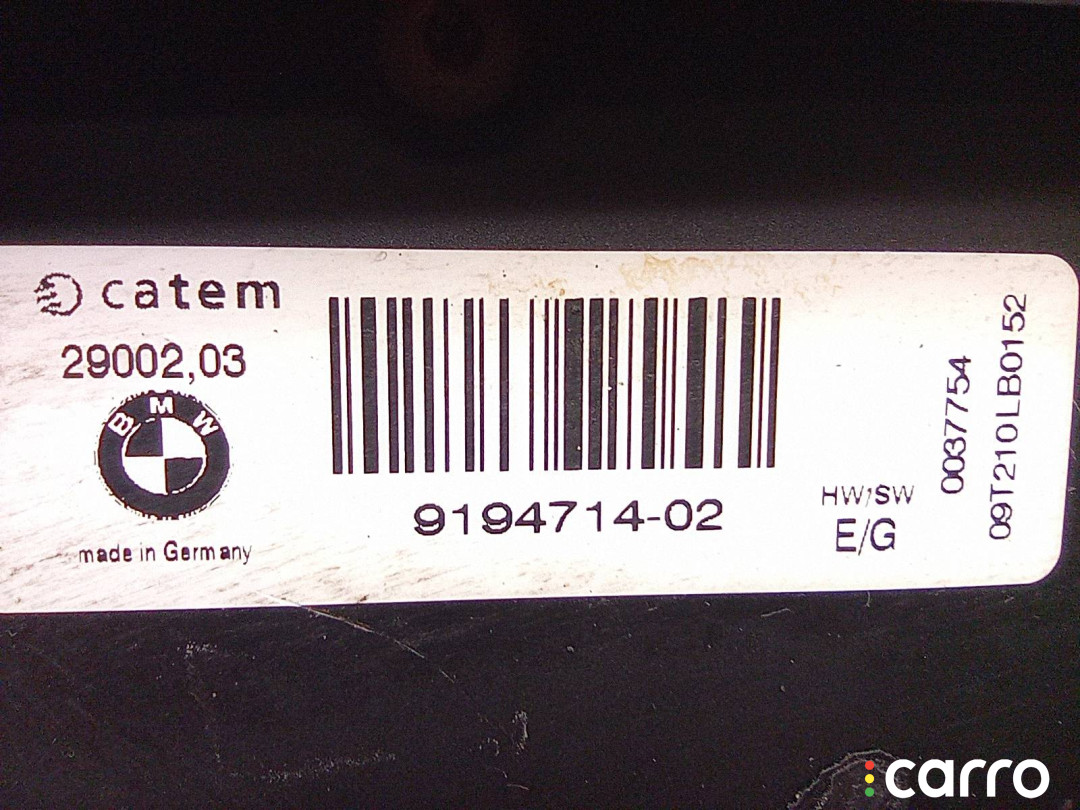 catem
29002,03
BMW
made in Germany
9194714-02
HW/SW
E/G
0037754
09T210LB0152
carro